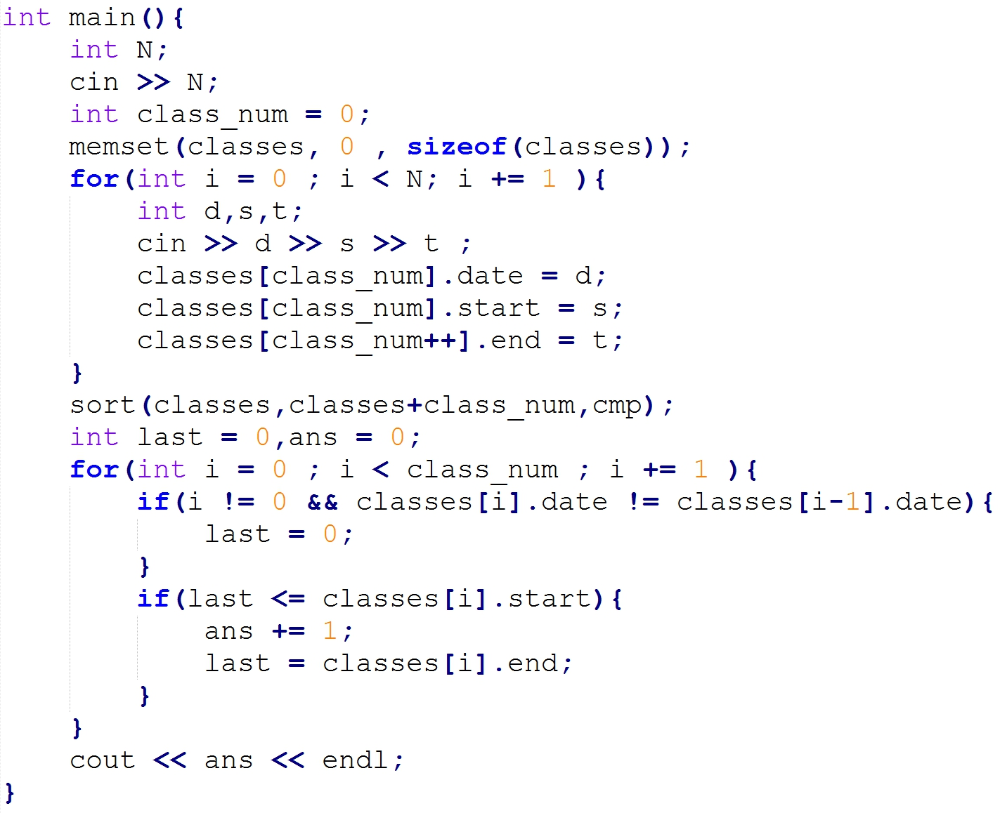 int main(){
    int N;
    cin >> N;
    int class_num = 0;
    memset(classes, 0 , sizeof(classes));
    for(int i = 0 ; i < N; i += 1 ){
        int d,s,t;
        cin >> d >> s >> t ;
        classes[class_num].date = d;
        classes[class_num].start = s;
        classes[class_num++].end = t;
    }
    sort(classes,classes+class_num,cmp);
    int last = 0,ans = 0;
    for(int i = 0 ; i < class_num ; i += 1 ){
        if(i != 0 && classes[i].date != classes[i-1].date){
            last = 0;
        }
        if(last <= classes[i].start){
            ans += 1;
            last = classes[i].end;
        }
    }
    cout << ans << endl;
}